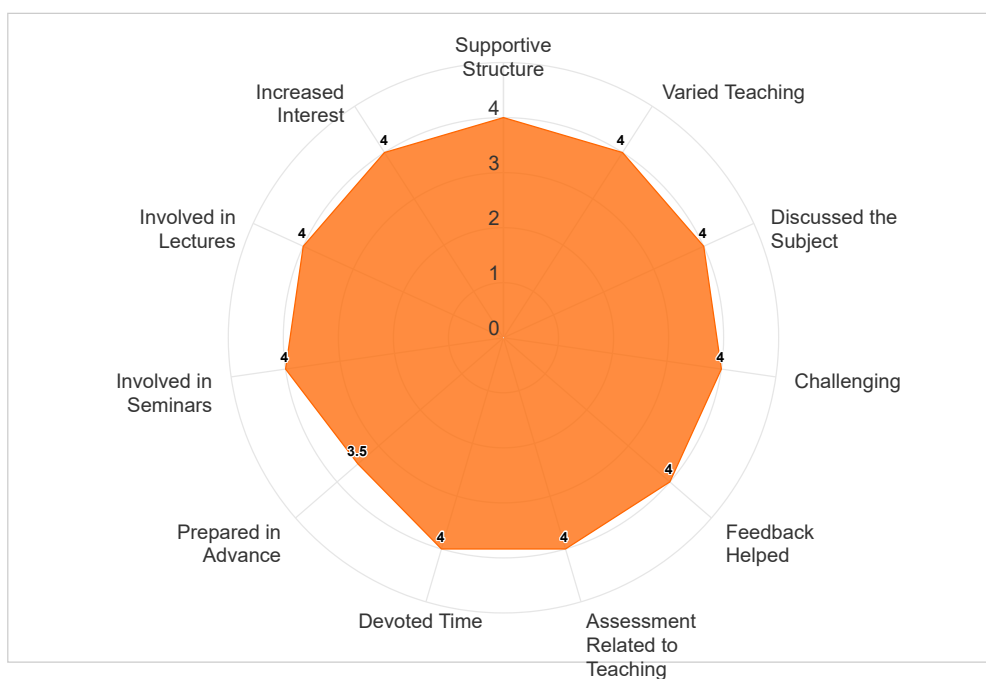 Supportive
Structure
Varied Teaching
Discussed the
Subject
Challenging
Feedback
Helped
Assessment
Related to
Teaching
Devoted Time
Prepared in
Advance
Involved in
Seminars
Involved in
Lectures
Increased
Interest
4
3
2
1
0
4
4
4
4
4
4
3.5
4
4
4